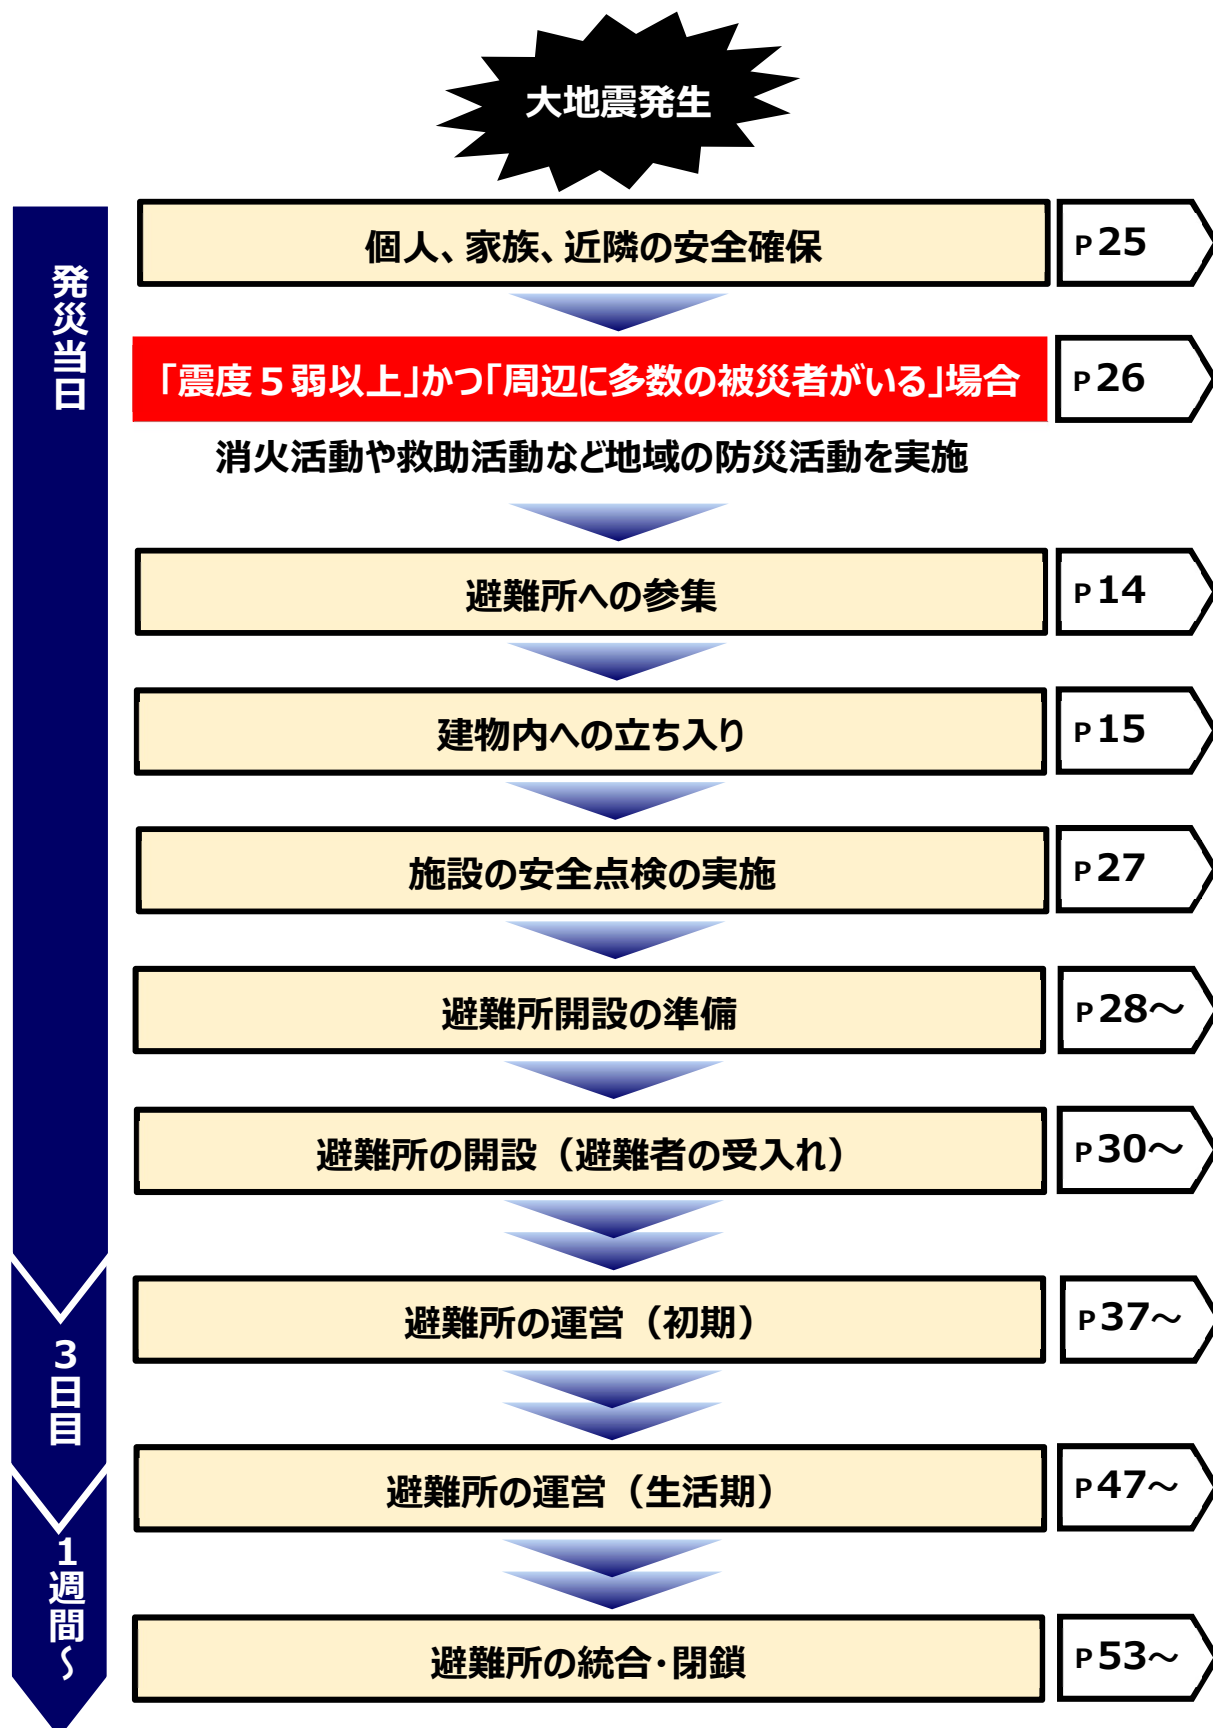 大地震発生
発災当日
個人、家族、近隣の安全確保
P25
「震度５弱以上」かつ「周辺に多数の被災者がいる」場合
P26
消火活動や救助活動など地域の防災活動を実施
避難所への参集
P14
建物内への立ち入り
P15
施設の安全点検の実施
P27
避難所開設の準備
P28～
避難所の開設（避難者の受入れ）
P30～
3日目
避難所の運営（初期）
P37～
避難所の運営（生活期）
P47～
1週間～
避難所の統合・閉鎖
P53～